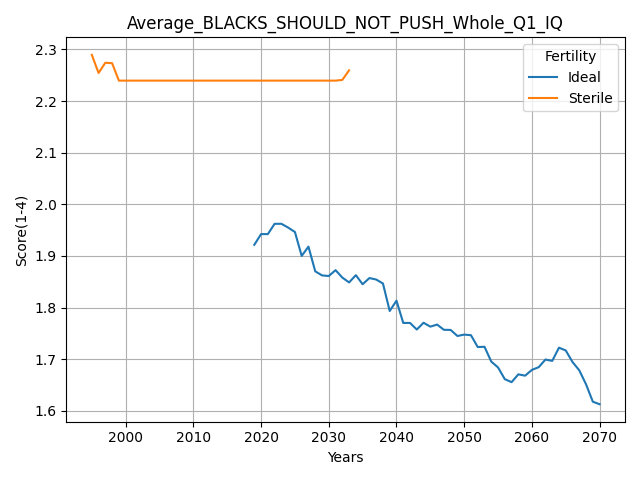 Average_BLACKS_SHOULD_NOT_PUSH_Whole_Q1_IQ
Score(1-4)
2.3
2.2
2.1
2.0
1.9
1.8
1.7
1.6
Fertility
Ideal
Sterile
2000 2010 2020 2030 2040 2050 2060 2070
Years